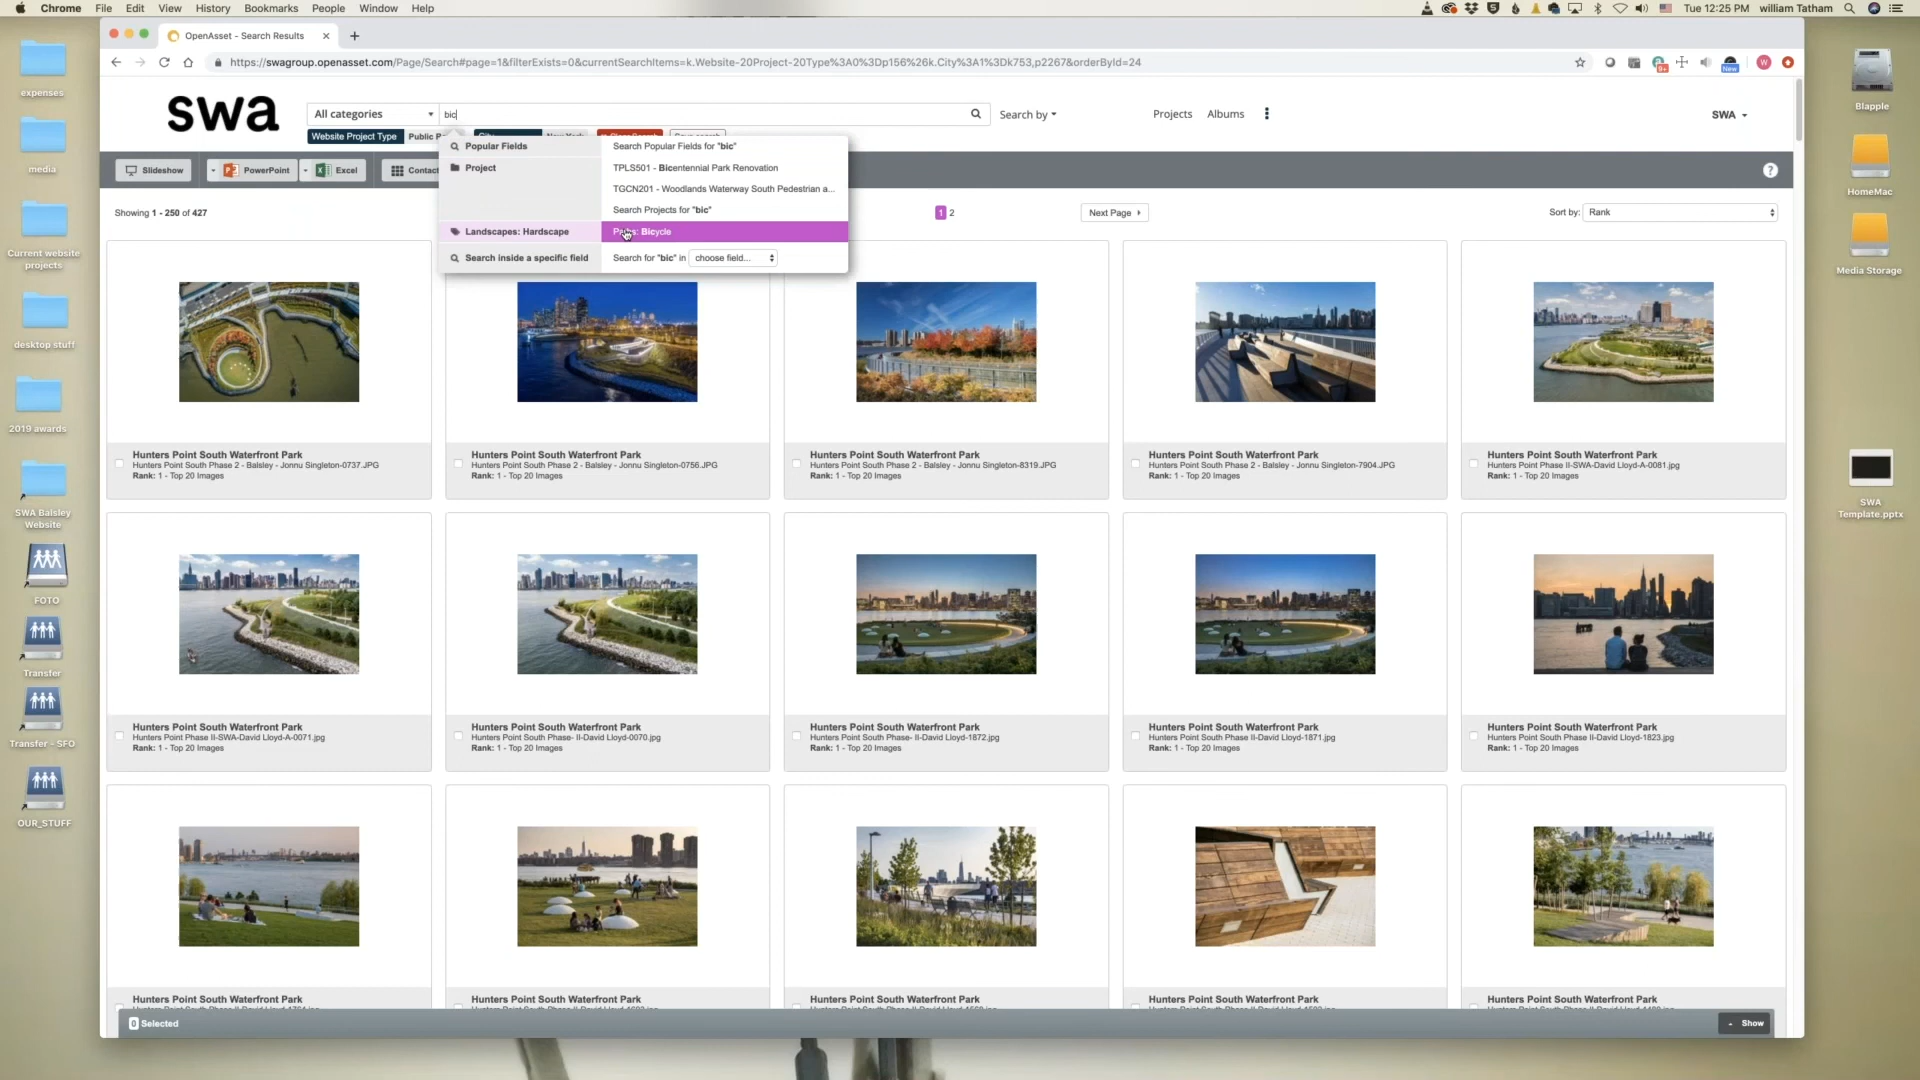 Chrome File Edit View History Bookmarks People Window Help
Tue 12:25 PM william Tatham
OpenAsset - Search Results
https://swagroup.openasset.com/Page/Search#page=1&filterExists=0&currentSearchItems=k.Website-20Project-20Type%3A0%3Dp156%26k.City%3A1%3Dk753,p2267&orderById=24
New
W
swa
All categories
bic
Search by
Projects Albums
SWA
Website Project Type
Slideshow PowerPoint Excel
Popular Fields Search Popular Fields for "bic"
Project TPLS501 - Bicentennial Park Renovation
TGCN201 - Woodlands Waterway South Pedestrian a...
Search Projects for "bic"
Landscapes: Hardscape Bicycle
Search inside a specific field Search for "bic" in choose field...
?
Showing 1 - 250 of 427
1 2
Next Page
Sort by: Rank
Hunters Point South Waterfront Park
Hunters Point South Phase 2 - Balsley - Jonnu Singleton-0737.JPG
Rank: 1 - Top 20 Images
Hunters Point South Waterfront Park
Hunters Point South Phase 2 - Balsley - Jonnu Singleton-0756.JPG
Rank: 1 - Top 20 Images
Hunters Point South Waterfront Park
Hunters Point South Phase 2 - Balsley - Jonnu Singleton-8319.JPG
Rank: 1 - Top 20 Images
Hunters Point South Waterfront Park
Hunters Point South Phase 2 - Balsley - Jonnu Singleton-7904.JPG
Rank: 1 - Top 20 Images
Hunters Point South Waterfront Park
Hunters Point Phase II-SWA-David Lloyd-A-0081.jpg
Rank: 1 - Top 20 Images
Hunters Point South Waterfront Park
Hunters Point Phase II-SWA-David Lloyd-A-0071.jpg
Rank: 1 - Top 20 Images
Hunters Point South Waterfront Park
Hunters Point South Phase- II-David Lloyd-0070.jpg
Rank: 1 - Top 20 Images
Hunters Point South Waterfront Park
Hunters Point South Phase- II-David Lloyd-1872.jpg
Rank: 1 - Top 20 Images
Hunters Point South Waterfront Park
Hunters Point South Phase II-David Lloyd-1871.jpg
Rank: 1 - Top 20 Images
Hunters Point South Waterfront Park
Hunters Point South Phase II-David Lloyd-1823.jpg
Rank: 1 - Top 20 Images
Hunters Point South Waterfront Park
Hunters Point South Waterfront Park
Hunters Point South Waterfront Park
Hunters Point South Waterfront Park
Hunters Point South Waterfront Park
0 Selected
Show
expenses
media
Current website
projects
desktop stuff
2019 awards
SWA Balsley
Website
FOTO
Transfer
Transfer - SFO
OUR_STUFF
Blapple
HomeMac
Media Storage
SWA
Template.pptx